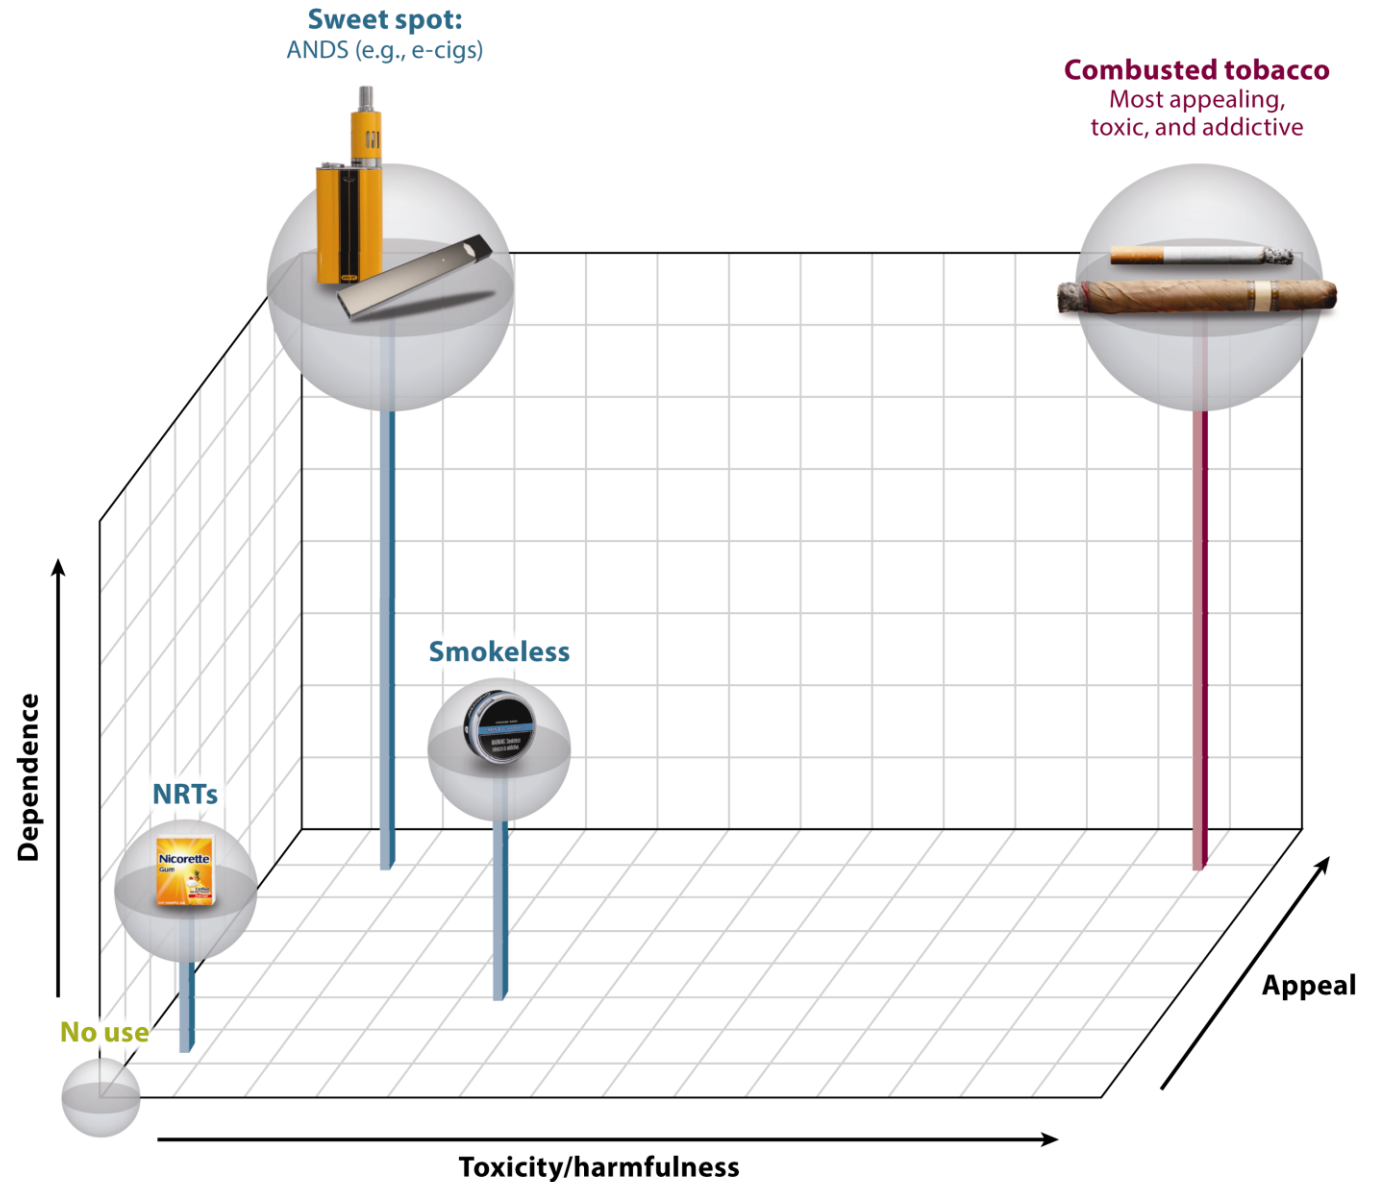 Sweet spot:
ANDS (e.g., e-cigs)
Combusted tobacco
Most appealing,
toxic, and addictive
Smokeless
NRTs
Nicorette
Gum
No use
Dependence
Appeal
Toxicity/harmfulness